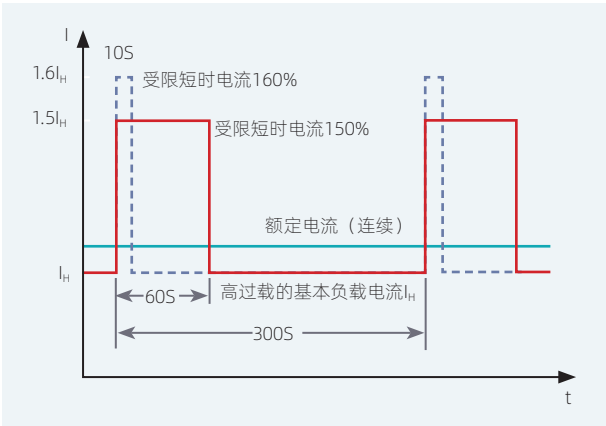 I
10S
1.6IH
受限短时电流160%
1.5IH
受限短时电流150%
额定电流（连续）
IH
60S
高过载的基本负载电流IH
300S
t